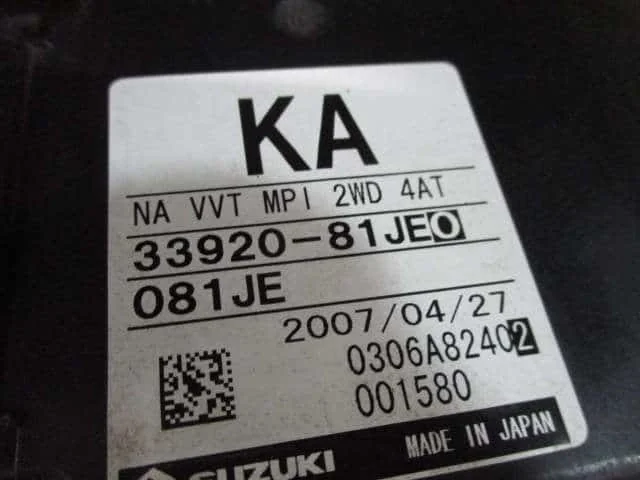 KA
NA VVT MPI 2WD 4AT
33920-81JE0
081JE
2007/04/27
0306A82402
001580
MADE IN JAPAN
SUZUKI